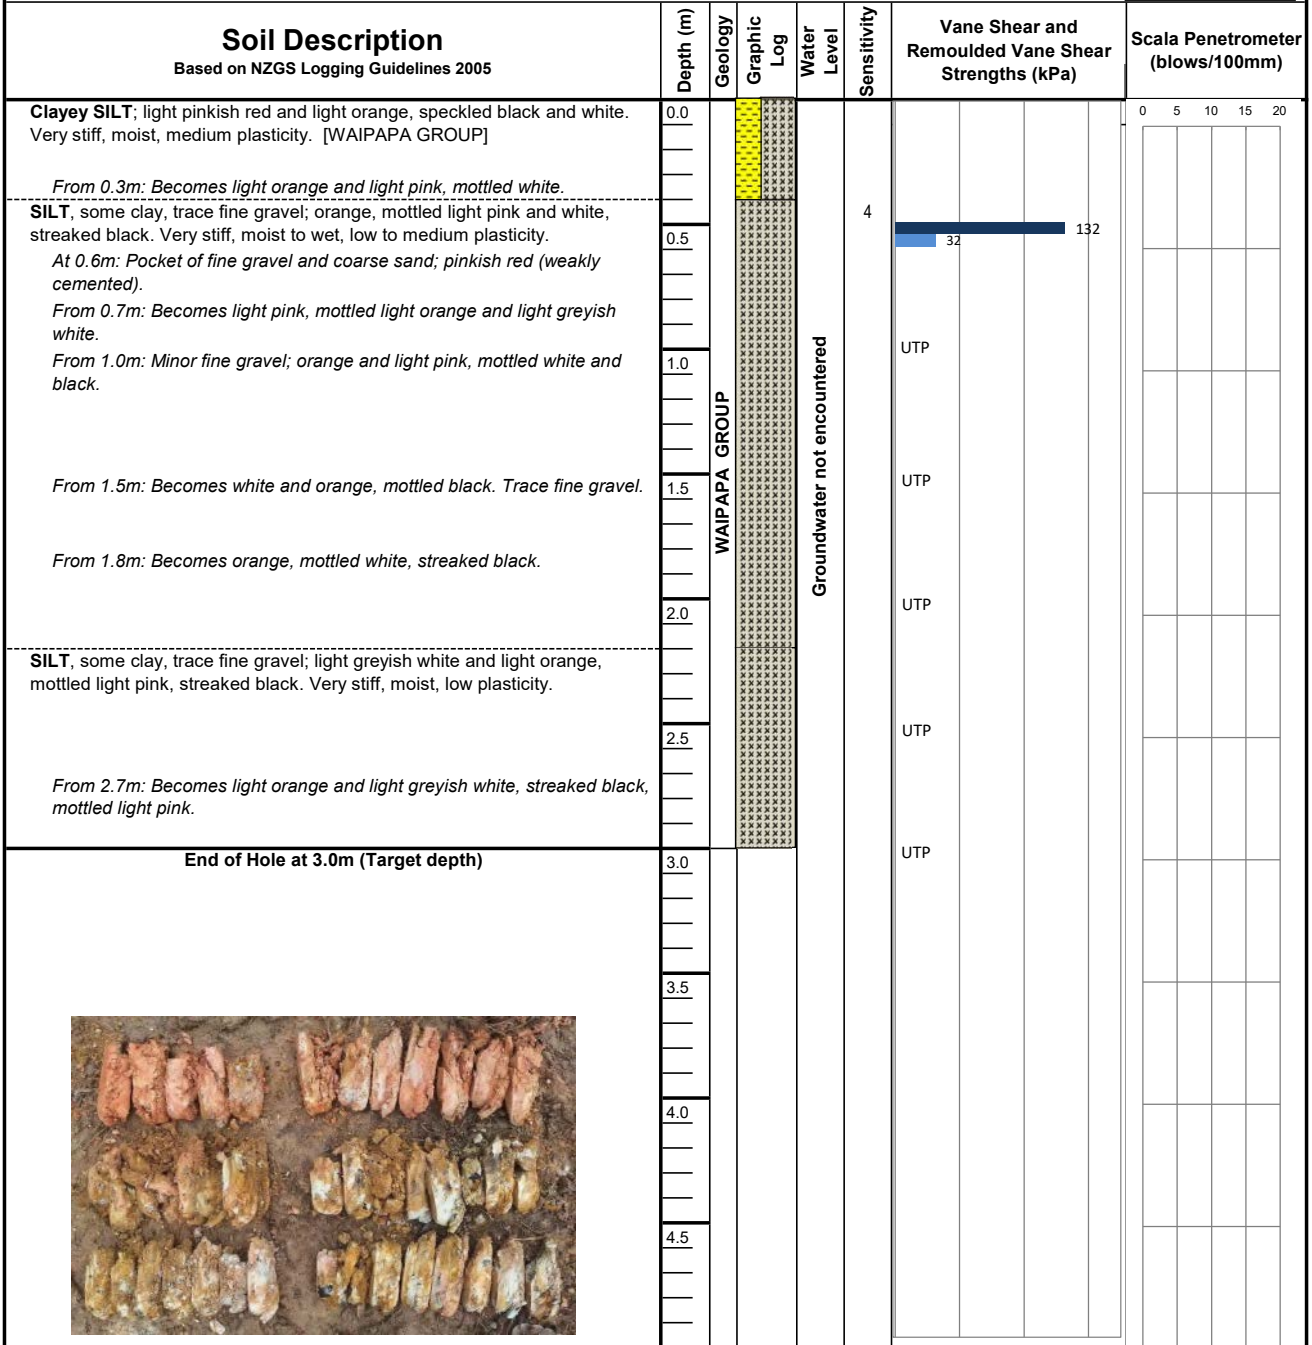 Soil Description
Based on NZGS Logging Guidelines 2005
Depth (m)
Geology
Graphic
Log
Water
Level
Sensitivity
Vane Shear and
Remoulded Vane Shear
Strengths (kPa)
Scala Penetrometer
(blows/100mm)
0 5 10 15 20
Clayey SILT; light pinkish red and light orange, speckled black and white.
Very stiff, moist, medium plasticity. [WAIPAPA GROUP]
From 0.3m: Becomes light orange and light pink, mottled white.
SILT, some clay, trace fine gravel; orange, mottled light pink and white,
streaked black. Very stiff, moist to wet, low to medium plasticity.
At 0.6m: Pocket of fine gravel and coarse sand; pinkish red (weakly
cemented).
From 0.7m: Becomes light pink, mottled light orange and light greyish
white.
From 1.0m: Minor fine gravel; orange and light pink, mottled white and
black.
From 1.5m: Becomes white and orange, mottled black. Trace fine gravel.
From 1.8m: Becomes orange, mottled white, streaked black.
SILT, some clay, trace fine gravel; light greyish white and light orange,
mottled light pink, streaked black. Very stiff, moist, low plasticity.
From 2.7m: Becomes light orange and light greyish white, streaked black,
mottled light pink.
End of Hole at 3.0m (Target depth)
0.0
0.5
1.0
1.5
2.0
2.5
3.0
3.5
4.0
4.5
WAIPAPA GROUP
Groundwater not encountered
4
132
32
UTP
UTP
UTP
UTP
UTP